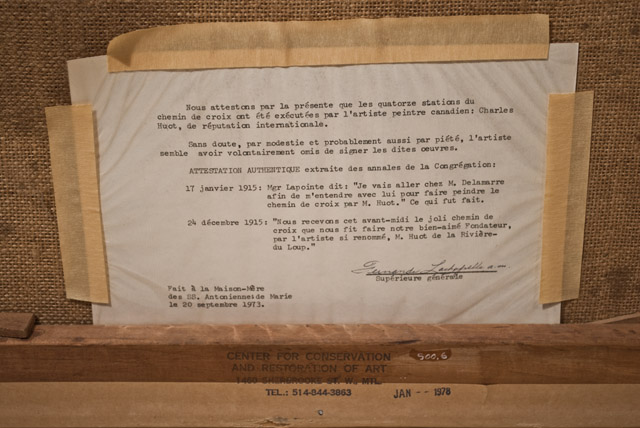 Nous attestons par la présente que les quatorze stations du
chemin de croix ont été exécutées par l'artiste peintre canadien: Charles
Huot, de réputation internationale.
Sans doute, par modestie et probablement aussi par piété, l'artiste
semble avoir volontairement omis de signer les dites oeuvres.
ATTESTATION AUTHENTIQUE extraite des annales de la Congrégation:
17 janvier 1915: Mgr Lapointe dit: "Je vais aller chez M. Delamarre
afin de m'entendre avec lui pour faire peindre le
chemin de croix par M. Huot." Ce qui fut fait.
24 décembre 1915: "Nous recevons cet avant-midi le joli chemin de
croix que nous fit faire notre bien-aimé Fondateur,
par l'artiste si renommé, M. Huot de la Rivière-
du Loup."
Supérieure générale
Fait à la Maison-Mère
des SS. Antoniennes de Marie
le 20 septembre 1973.
CENTER FOR CONSERVATION
AND RESTORATION OF ART
1460 SHERBROOKE ST. W. MTL.
TEL.: 514-844-3863
JAN -- 1978